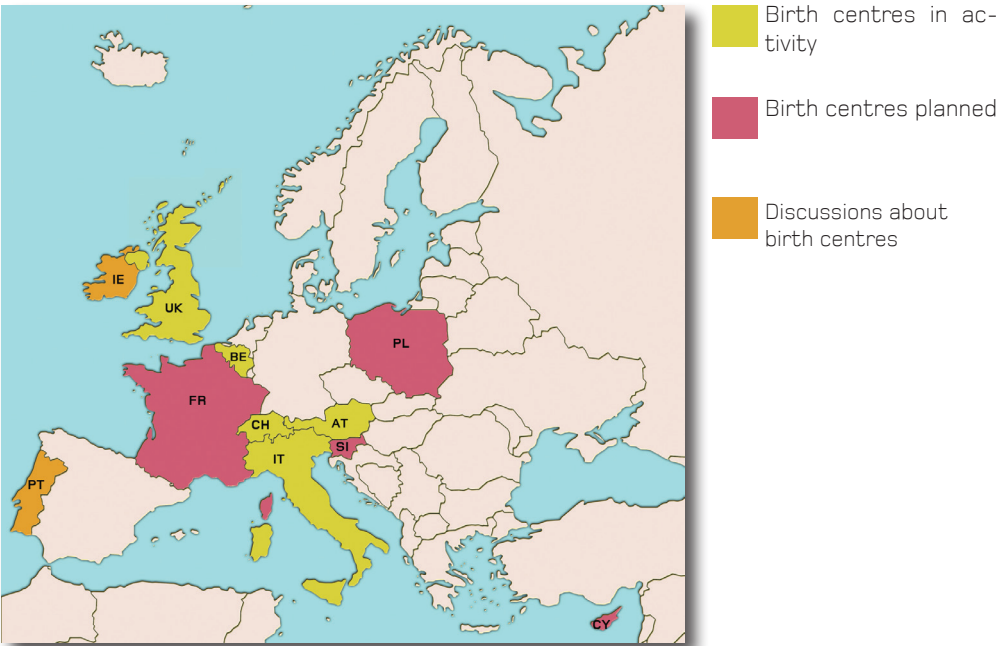 Birth centres in ac-
tivity
Birth centres planned
Discussions about
birth centres
IE
UK
BE
PL
FR
CH
AT
SI
IT
PT
CY